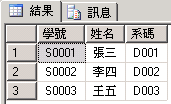 結果 訊息
學號 姓名 系碼
1 S0001 張三 D001
2 S0002 李四 D002
3 S0003 王五 D003